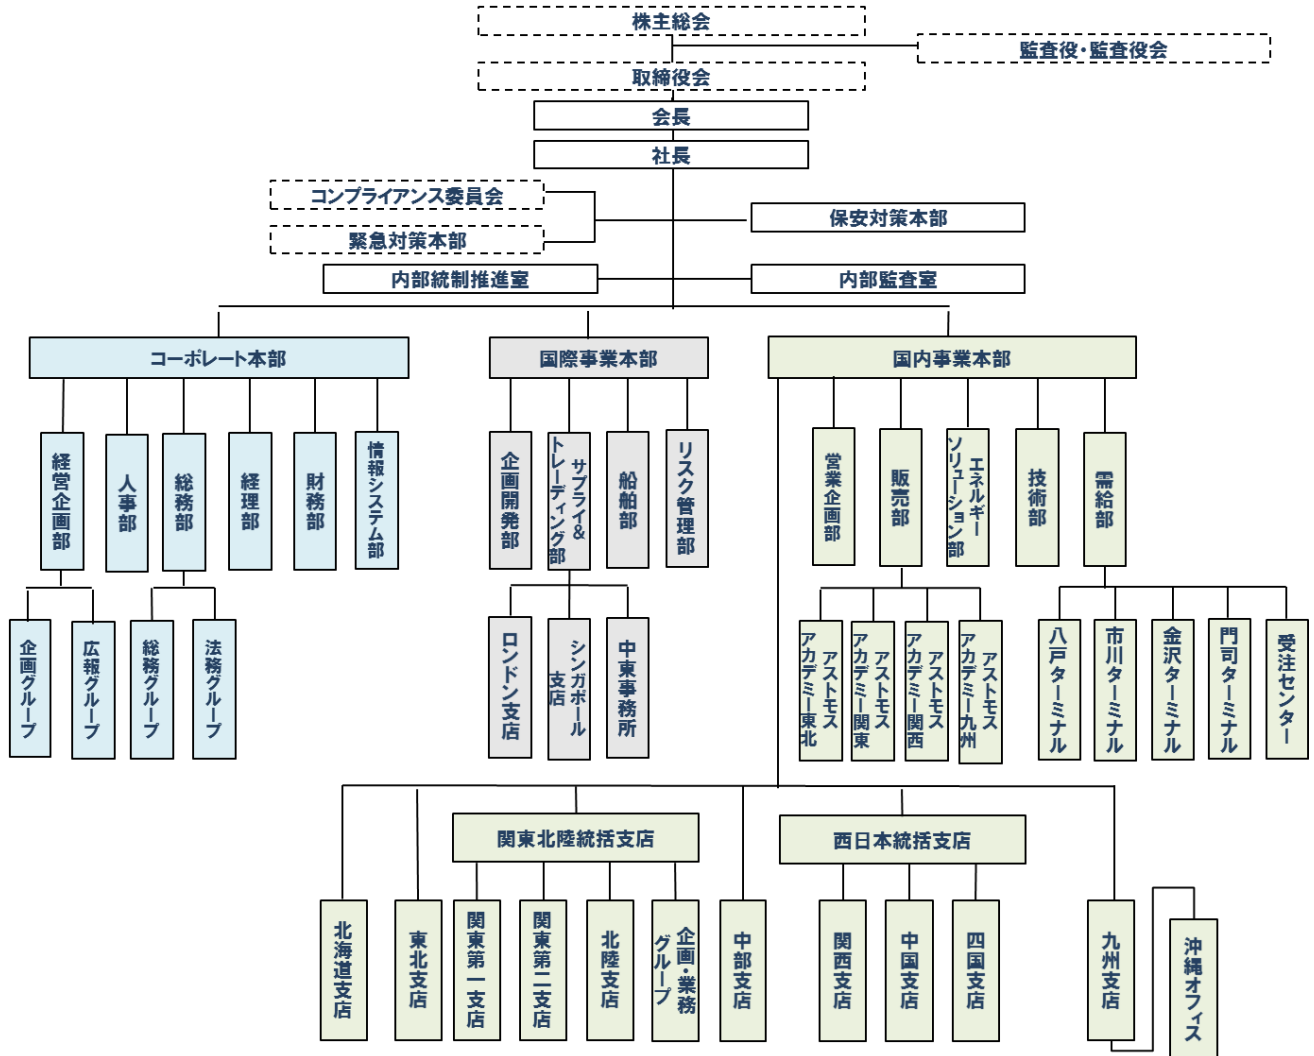 株主総会
監査役・監査役会
取締役会
会長
社長
コンプライアンス委員会
緊急対策本部
保安対策本部
内部統制推進室
内部監査室
コーポレート本部
国際事業本部
国内事業本部
経営企画部
人事部
総務部
経理部
財務部
情報システム部
企画開発部
サプライ&
トレーディング部
船舶部
リスク管理部
営業企画部
販売部
エネルギー
ソリューション部
技術部
需給部
企画グループ
広報グループ
総務グループ
法務グループ
ロンドン支店
シンガポール
支店
中東事務所
アストモス
アカデミー東北
アストモス
アカデミー関東
アストモス
アカデミー関西
アストモス
アカデミー九州
八戸ターミナル
市川ターミナル
金沢ターミナル
門司ターミナル
受注センター
関東北陸統括支店
西日本統括支店
北海道支店
東北支店
関東第一支店
関東第二支店
北陸支店
企画・業務
グループ
中部支店
関西支店
中国支店
四国支店
九州支店
沖縄オフィス